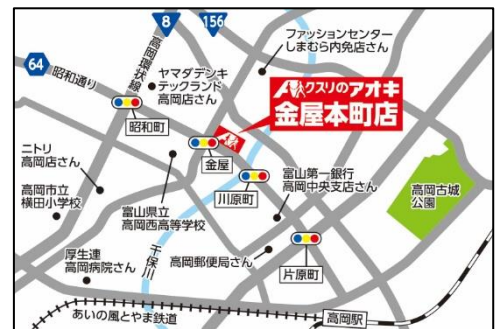 8
156
64
高岡環状線
昭和通り
ファッションセンター
しまむら内免店さん
ヤマダデンキ
テックランド
高岡店さん
クスリのアオキ
金屋本町店
昭和町
金屋
ニトリ
高岡店さん
高岡市立
横田小学校
富山県立
高岡西高等学校
川原町
富山第一銀行
高岡中央支店さん
高岡古城
公園
千保川
厚生連
高岡病院さん
高岡郵便局さん
片原町
あいの風とやま鉄道
高岡駅